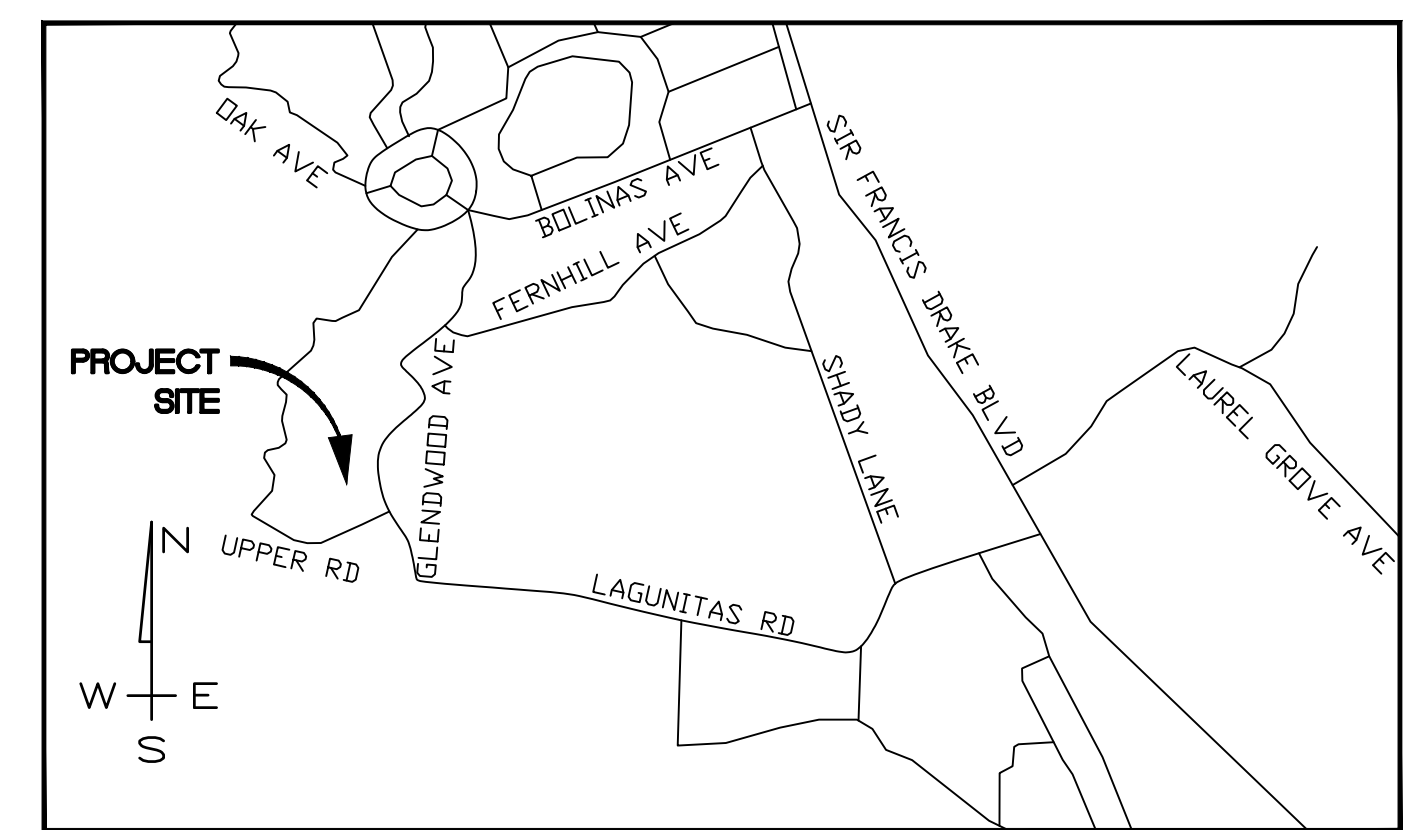 OAK AVE
BOLINAS AVE
FERNHILL AVE
SIR FRANCIS DRAKE BLVD
PROJECT
SITE
GLENDWOOD AVE
SHADY LANE
LAUREL GROVE AVE
UPPER RD
LAGUNITAS RD
N
W E
S